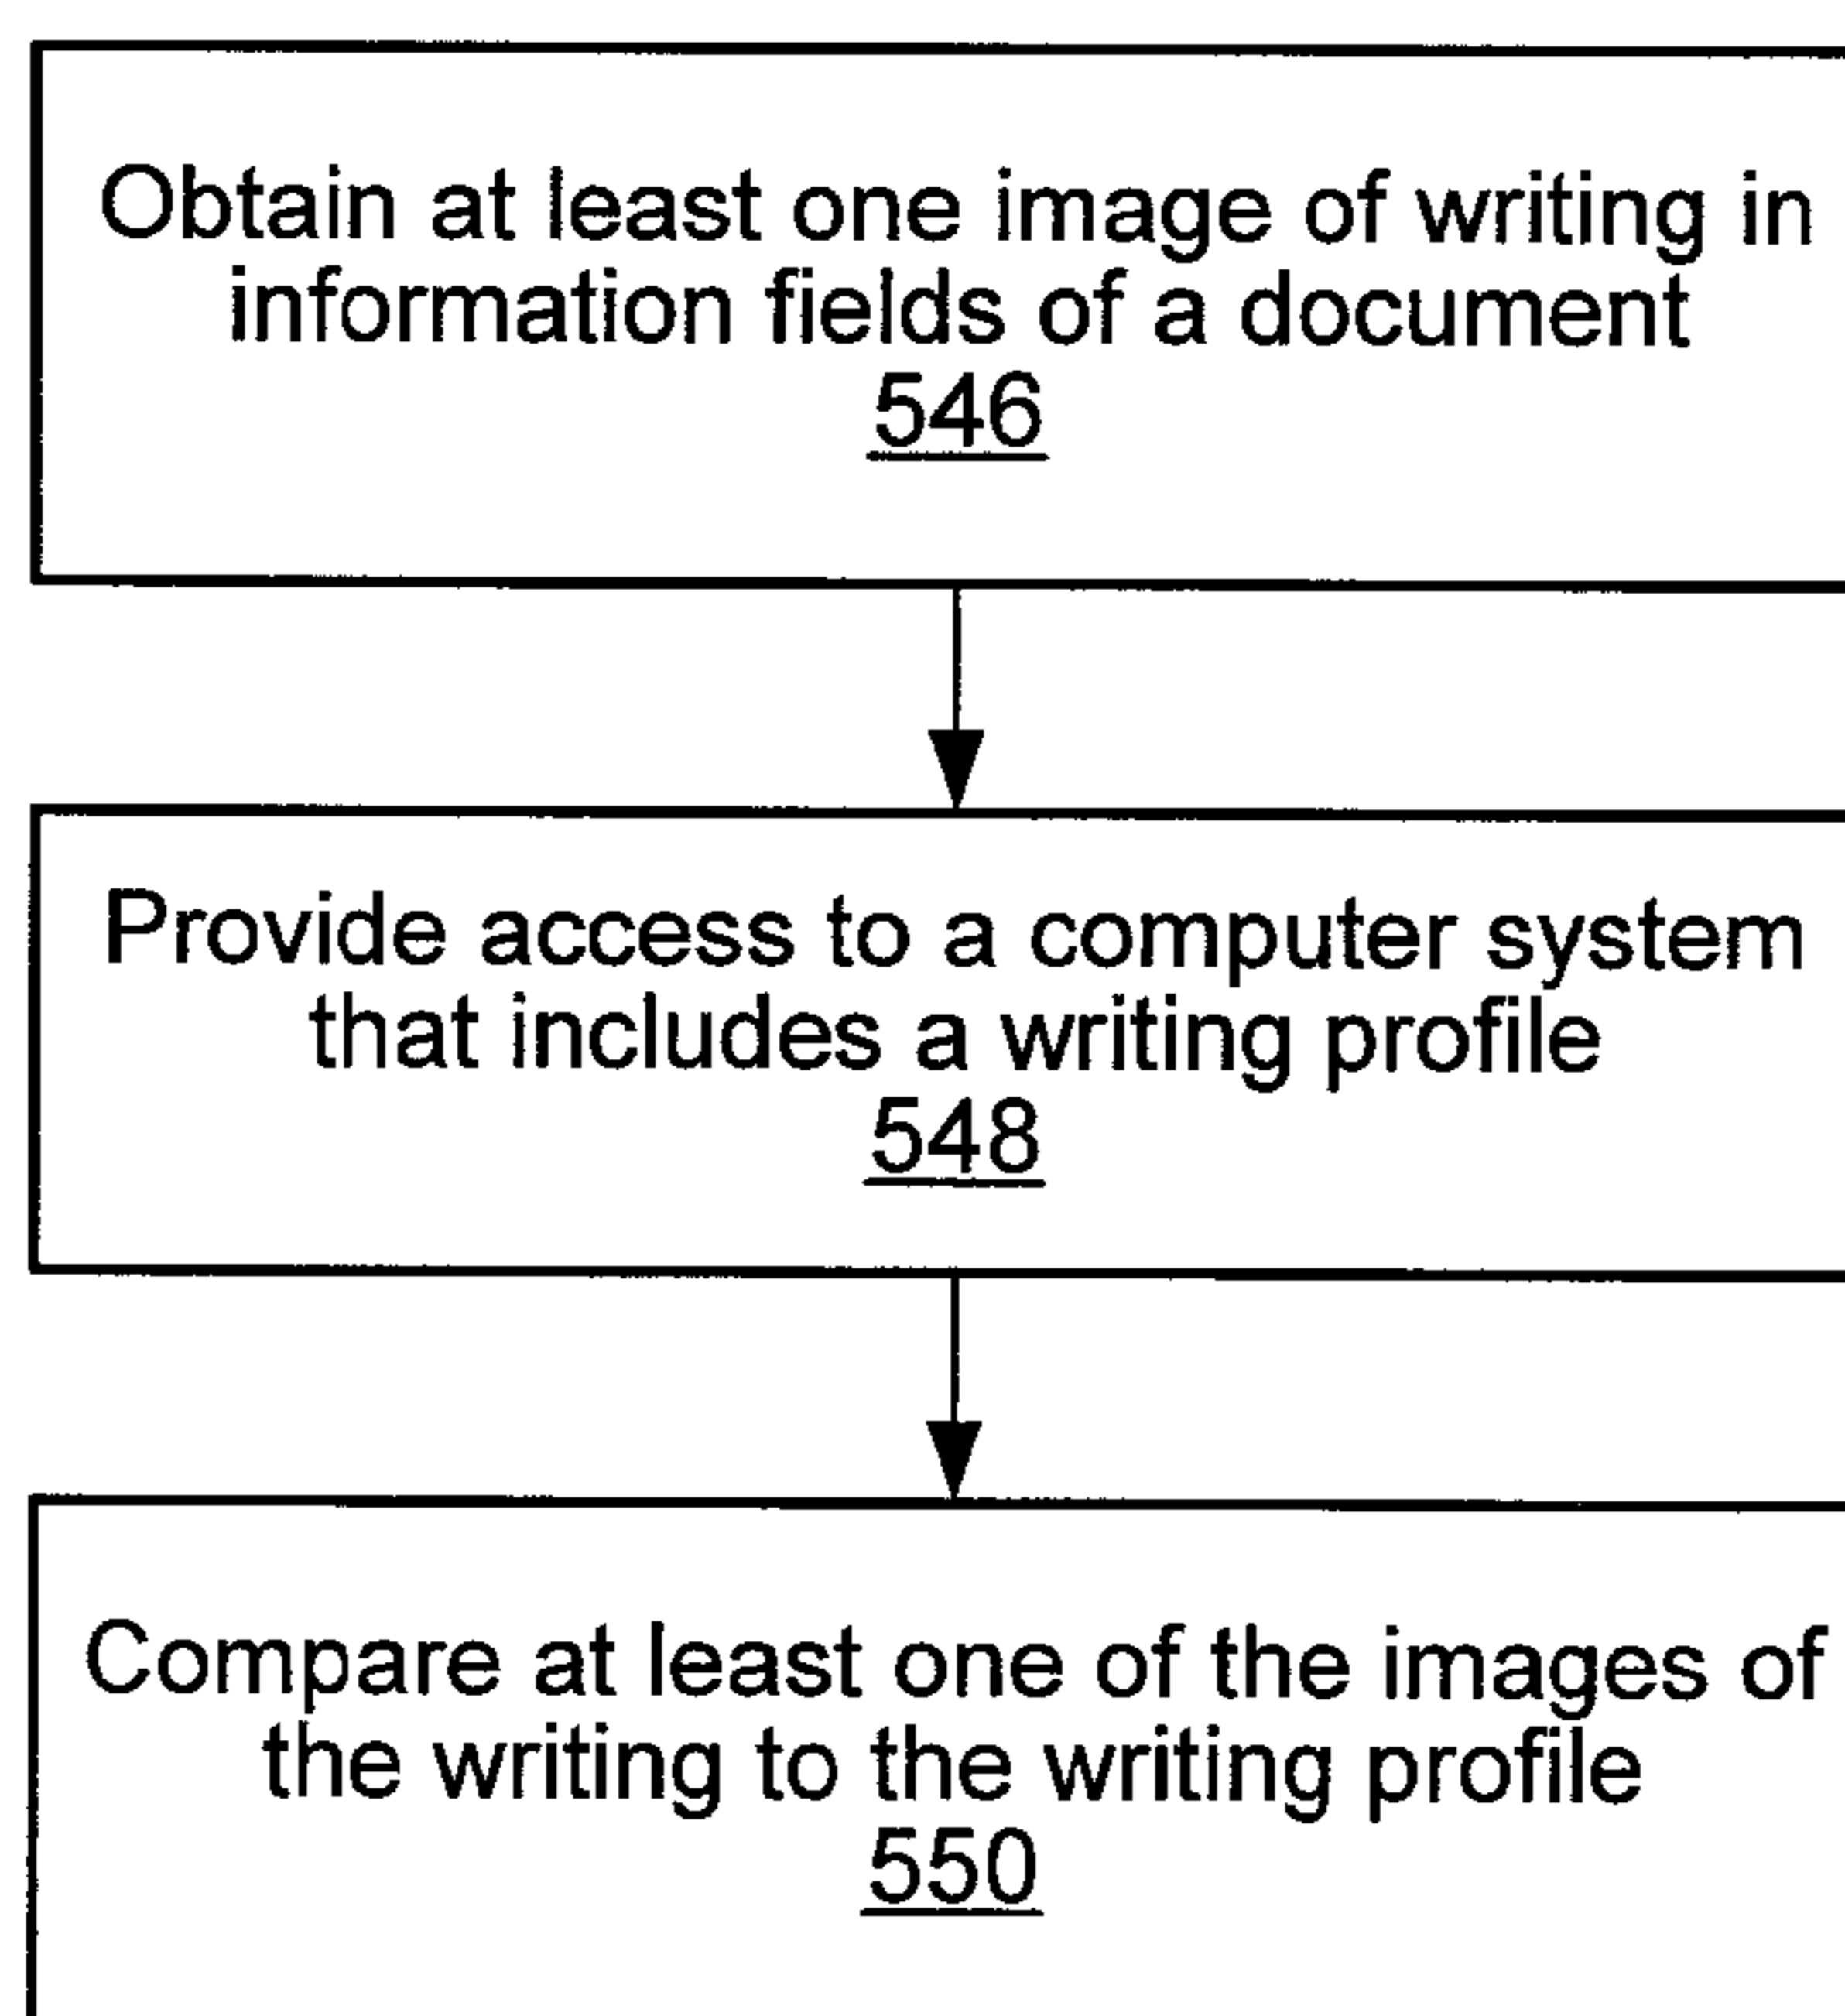 Obtain at least one image of writing in
information fields of a document
546
Provide access to a computer system
that includes a writing profile
548
Compare at least one of the images of
the writing to the writing profile
550